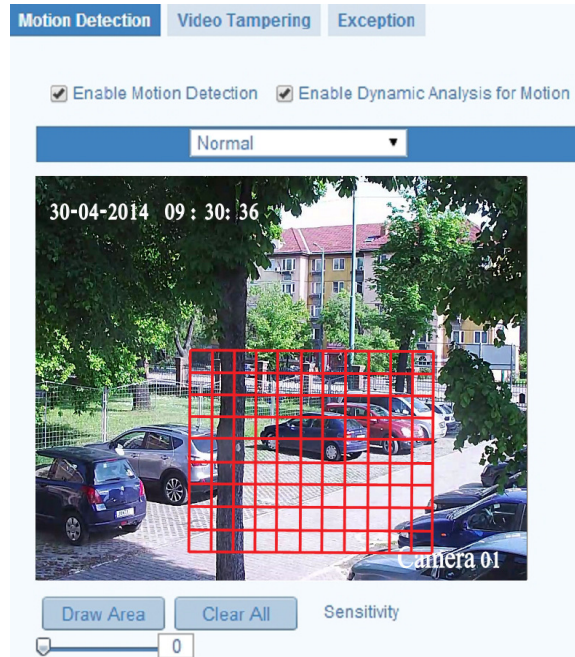 Motion Detection Video Tampering Exception
Enable Motion Detection Enable Dynamic Analysis for Motion
Normal
30-04-2014 09 : 30: 36
Camera 01
Draw Area Clear All Sensitivity
0